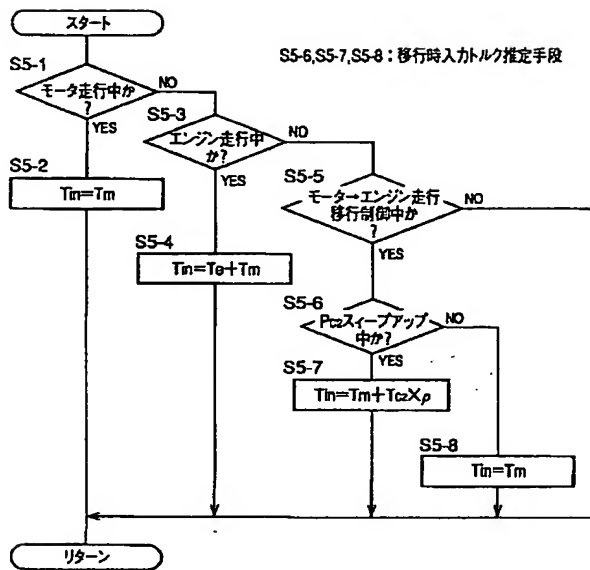 スタート
S5-6,S5-7,S5-8:移行時入力トルク推定手段
S5-1
モータ走行中か
?
NO
YES
S5-2
Tin=Tm
S5-3
エンジン走行中
か?
NO
YES
S5-4
Tin=Te+Tm
S5-5
モーター→エンジン走行
移行制御中か
?
NO
YES
S5-6
PC2スィープアップ
中か?
NO
YES
S5-7
Tin=Tm+TC2×ρ
S5-8
Tin=Tm
リターン